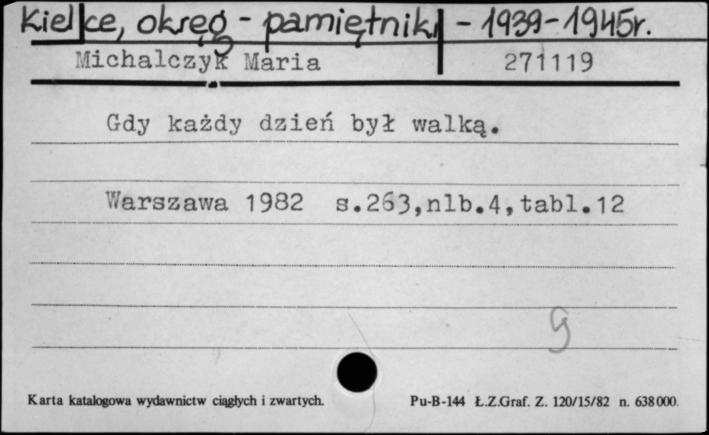 Kielce, okręg - pamiętniki - 1939-1945r.
Michalczyk Maria 271119
Gdy każdy dzień był walką.
Warszawa 1982 s.263,nlb.4,tabl.12
g
Karta katalogowa wydawnictw ciągłych i zwartych. Pu-B-144 Ł.Z.Graf. Z. 120/15/82 n. 638000.